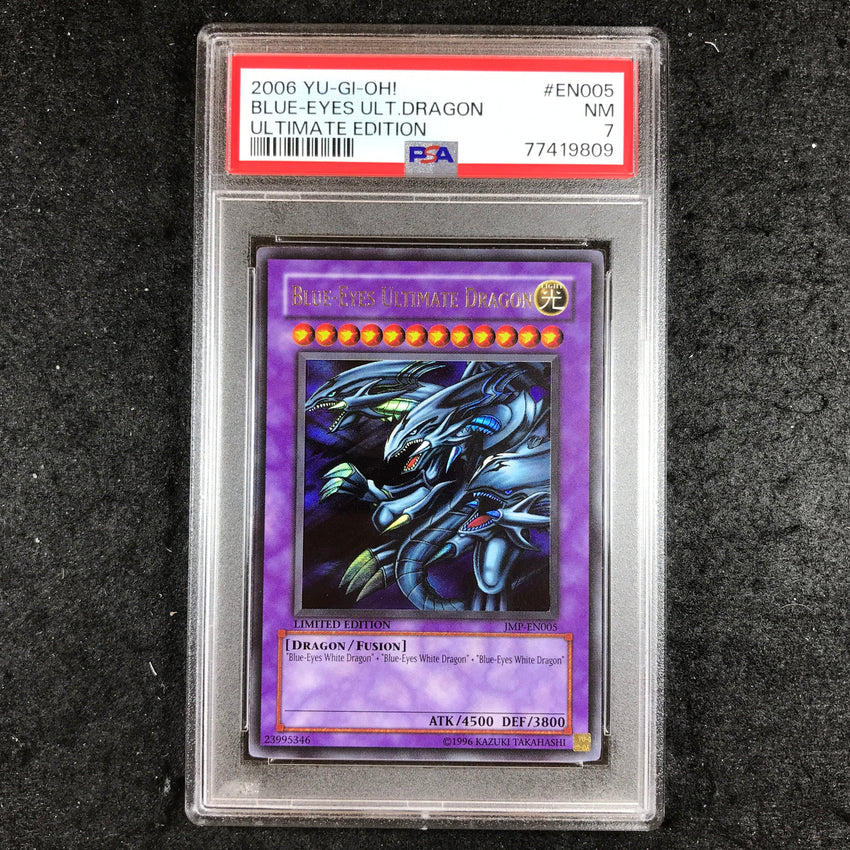 2006 YU-GI-OH! #EN005
BLUE-EYES ULT.DRAGON NM
ULTIMATE EDITION 7
PSA 77419809
BLUE-EYES ULTIMATE DRAGON LIGHT
光
LIMITED EDITION JMP-EN005
[DRAGON/FUSION]
"Blue-Eyes White Dragon" + "Blue-Eyes White Dragon" + "Blue-Eyes White Dragon"
ATK/4500 DEF/3800
23995346 ©1996 KAZUKI TAKAHASHI